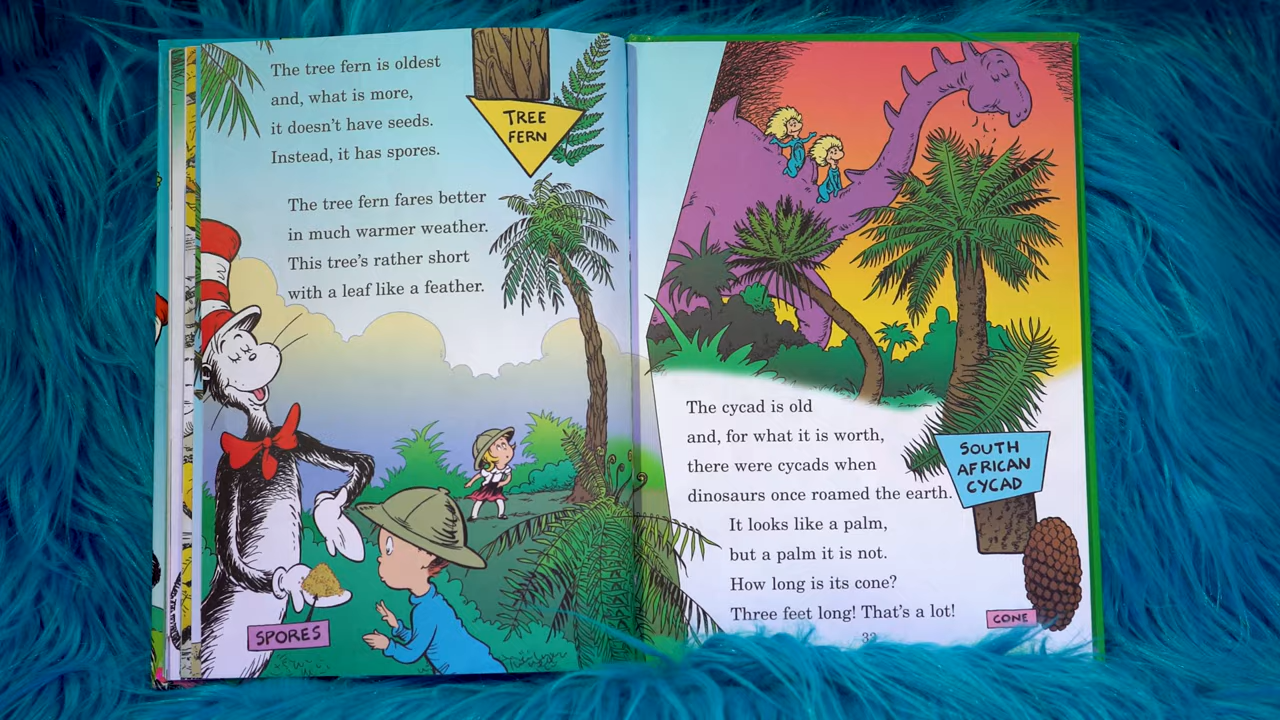 The tree fern is oldest
and, what is more,
it doesn't have seeds.
Instead, it has spores.
TREE
FERN
The tree fern fares better
in much warmer weather.
This tree's rather short
with a leaf like a feather.
SPORES
The cycad is old
and, for what it is worth,
there were cycads when
dinosaurs once roamed the earth.
SOUTH
AFRICAN
CYCAD
It looks like a palm,
but a palm it is not.
How long is its cone?
Three feet long! That's a lot!
CONE